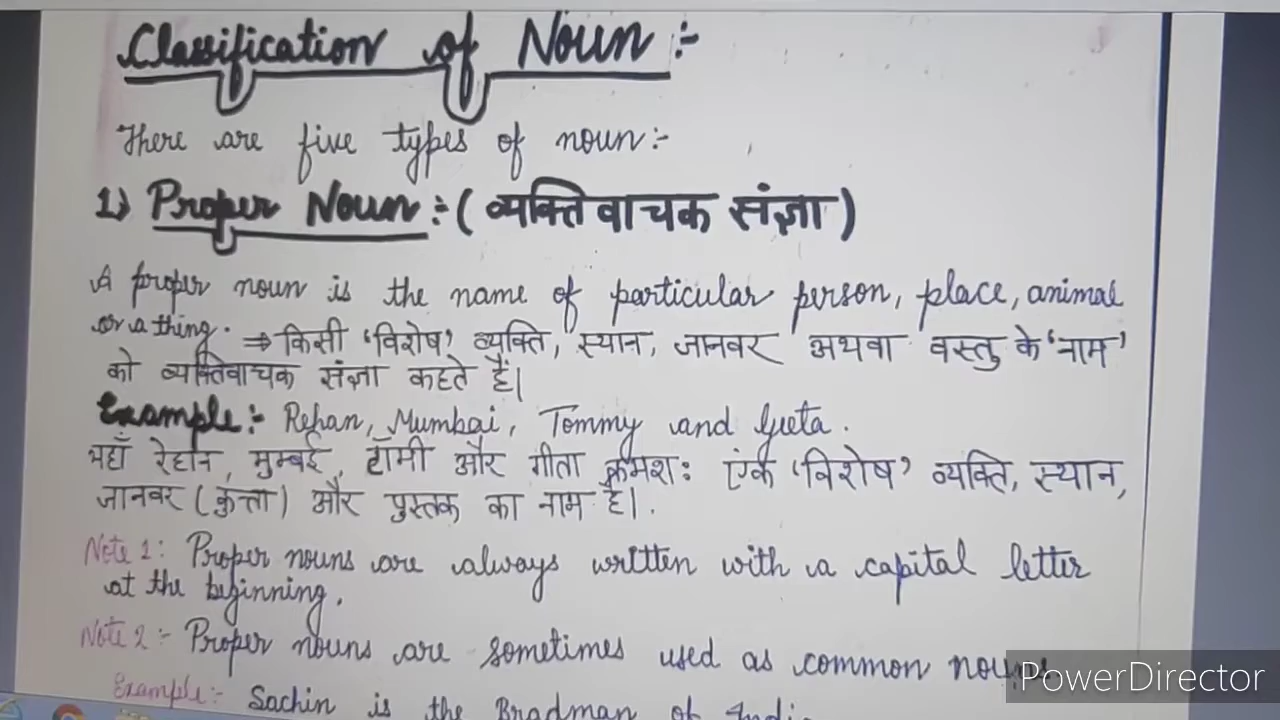 Classification of Noun :-
There are five types of noun:-
1) Proper Noun :- ( व्यक्तिवाचक संज्ञा )
A proper noun is the name of particular person, place, animal
or a thing. ⇒ किसी 'विशेष' व्यक्ति, स्थान, जानवर अथवा वस्तु के 'नाम'
को व्यक्तिवाचक संज्ञा कहते हैं।
Example:- Rehan, Mumbai, Tommy and Geeta.
यहाँ रेहान, मुम्बई, टॉमी और गीता क्रमशः एक 'विशेष' व्यक्ति, स्थान,
जानवर (कुत्ता) और पुस्तक का नाम है।.
Note 1: Proper nouns are always written with a capital letter
at the beginning.
Note 2:- Proper nouns are sometimes used as common nouns.
Example:- Sachin is the Bradman of India
PowerDirector